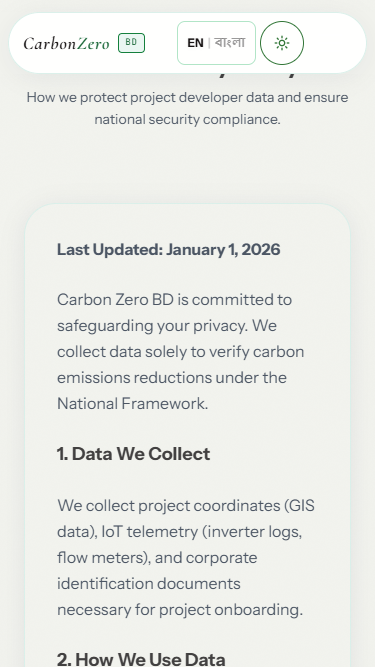 CarbonZero BD EN | বাংলা
How we protect project developer data and ensure
national security compliance.
Last Updated: January 1, 2026
Carbon Zero BD is committed to
safeguarding your privacy. We
collect data solely to verify carbon
emissions reductions under the
National Framework.
1. Data We Collect
We collect project coordinates (GIS
data), IoT telemetry (inverter logs,
flow meters), and corporate
identification documents
necessary for project onboarding.
2. How We Use Data